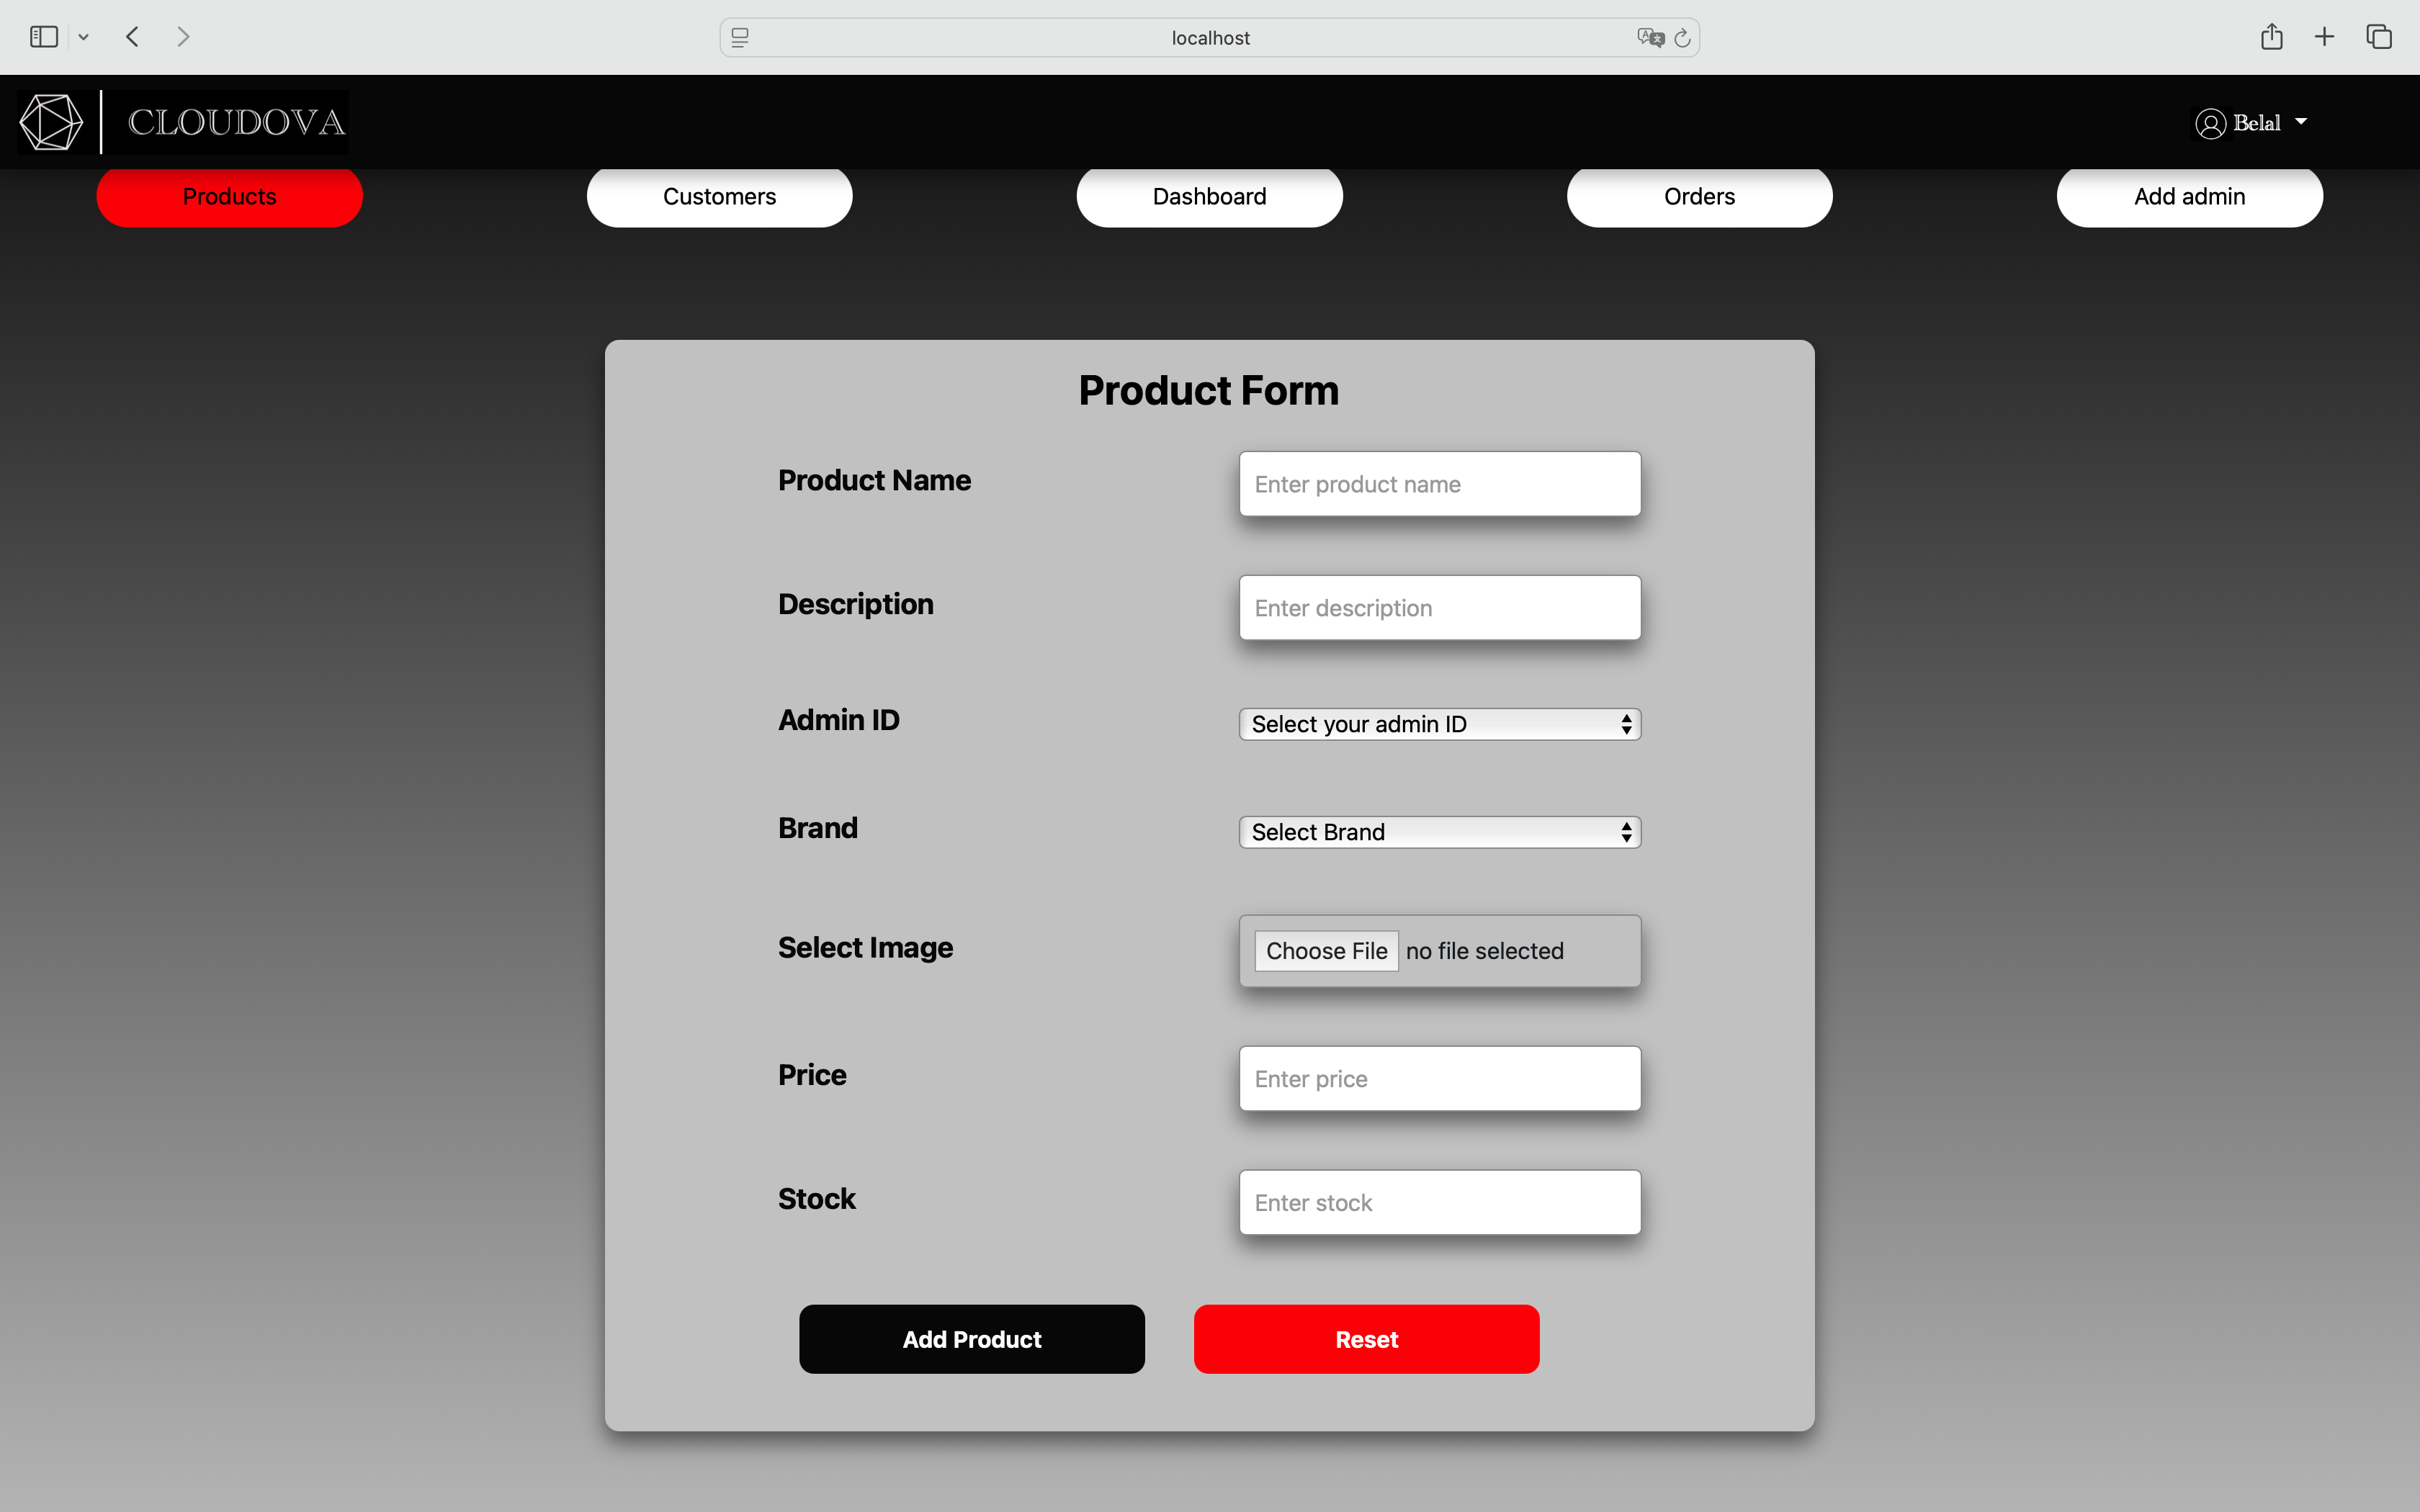 localhost
CLOUDOVA
Belal
Products
Customers
Dashboard
Orders
Add admin
Product Form
Product Name
Enter product name
Description
Enter description
Admin ID
Select your admin ID
Brand
Select Brand
Select Image
Choose File no file selected
Price
Enter price
Stock
Enter stock
Add Product
Reset